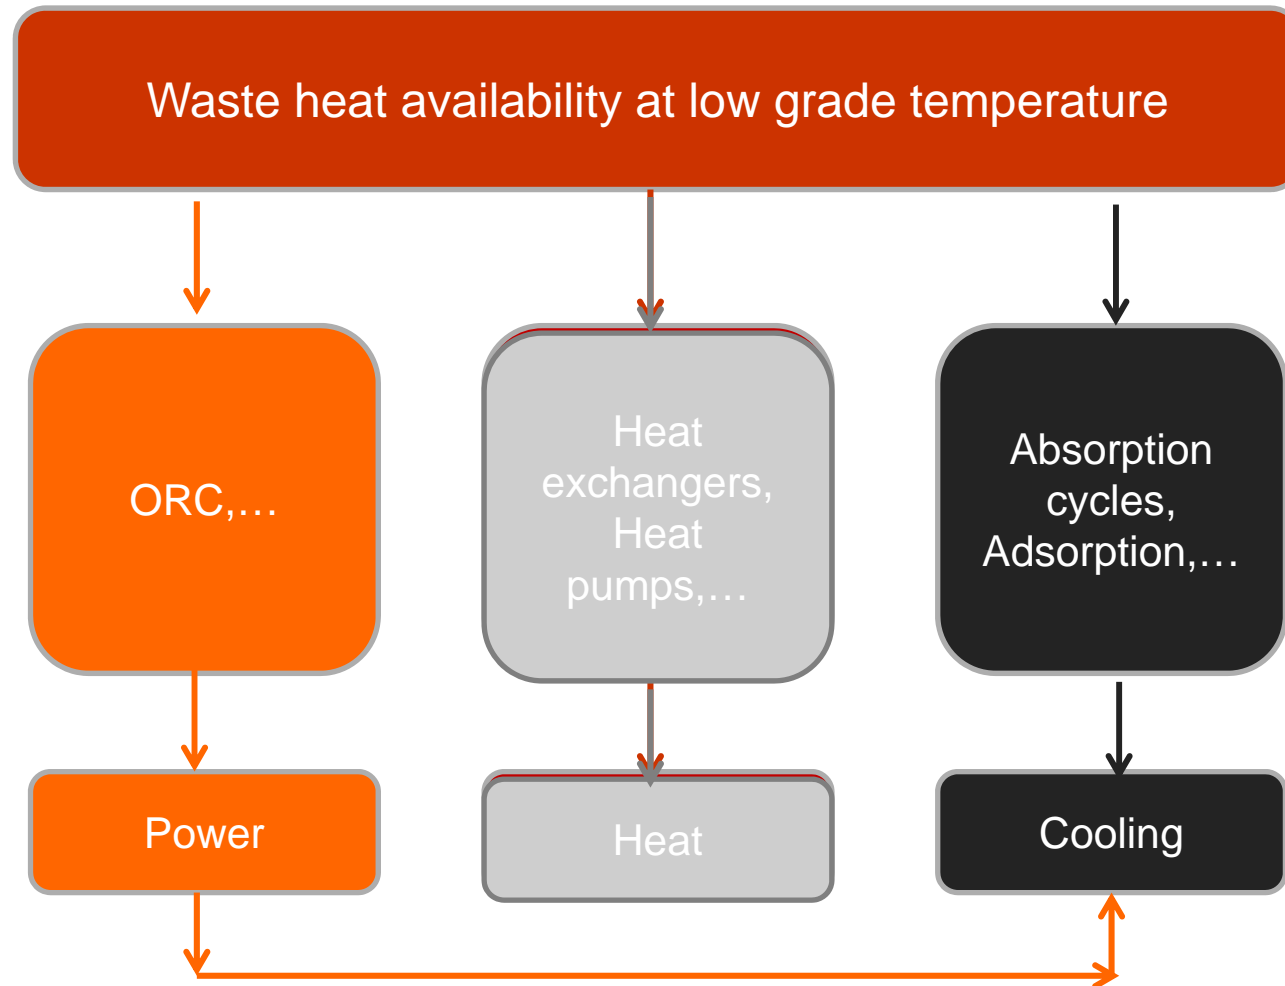 Waste heat availability at low grade temperature
ORC,…
Heat
exchangers,
Heat
pumps,…
Absorption
cycles,
Adsorption,…
Power
Heat
Cooling